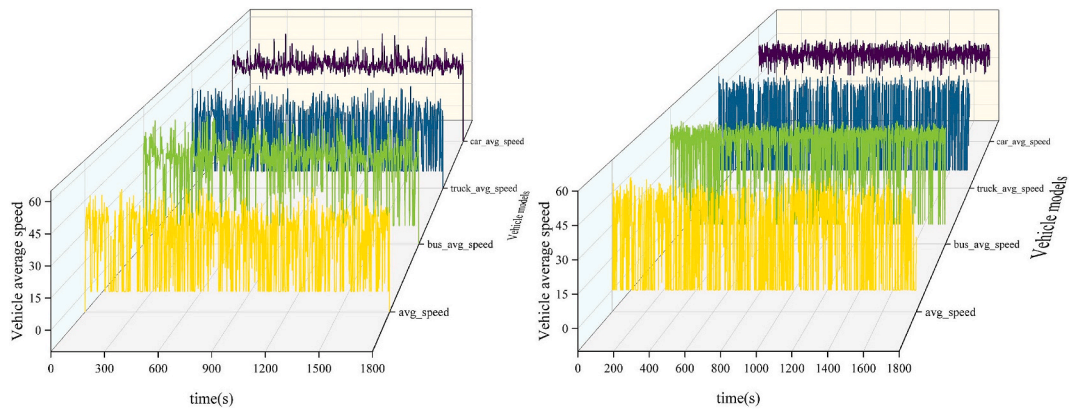 Vehicle average speed
60
45
30
15
0
0
300
600
900
1200
1500
1800
time(s)
car_avg_speed
truck_avg_speed
bus_avg_speed
avg_speed
Vehicle models
Vehicle average speed
60
45
30
15
0
0
200
400
600
800
1000
1200
1400
1600
1800
time(s)
car_avg_speed
truck_avg_speed
bus_avg_speed
avg_speed
Vehicle models